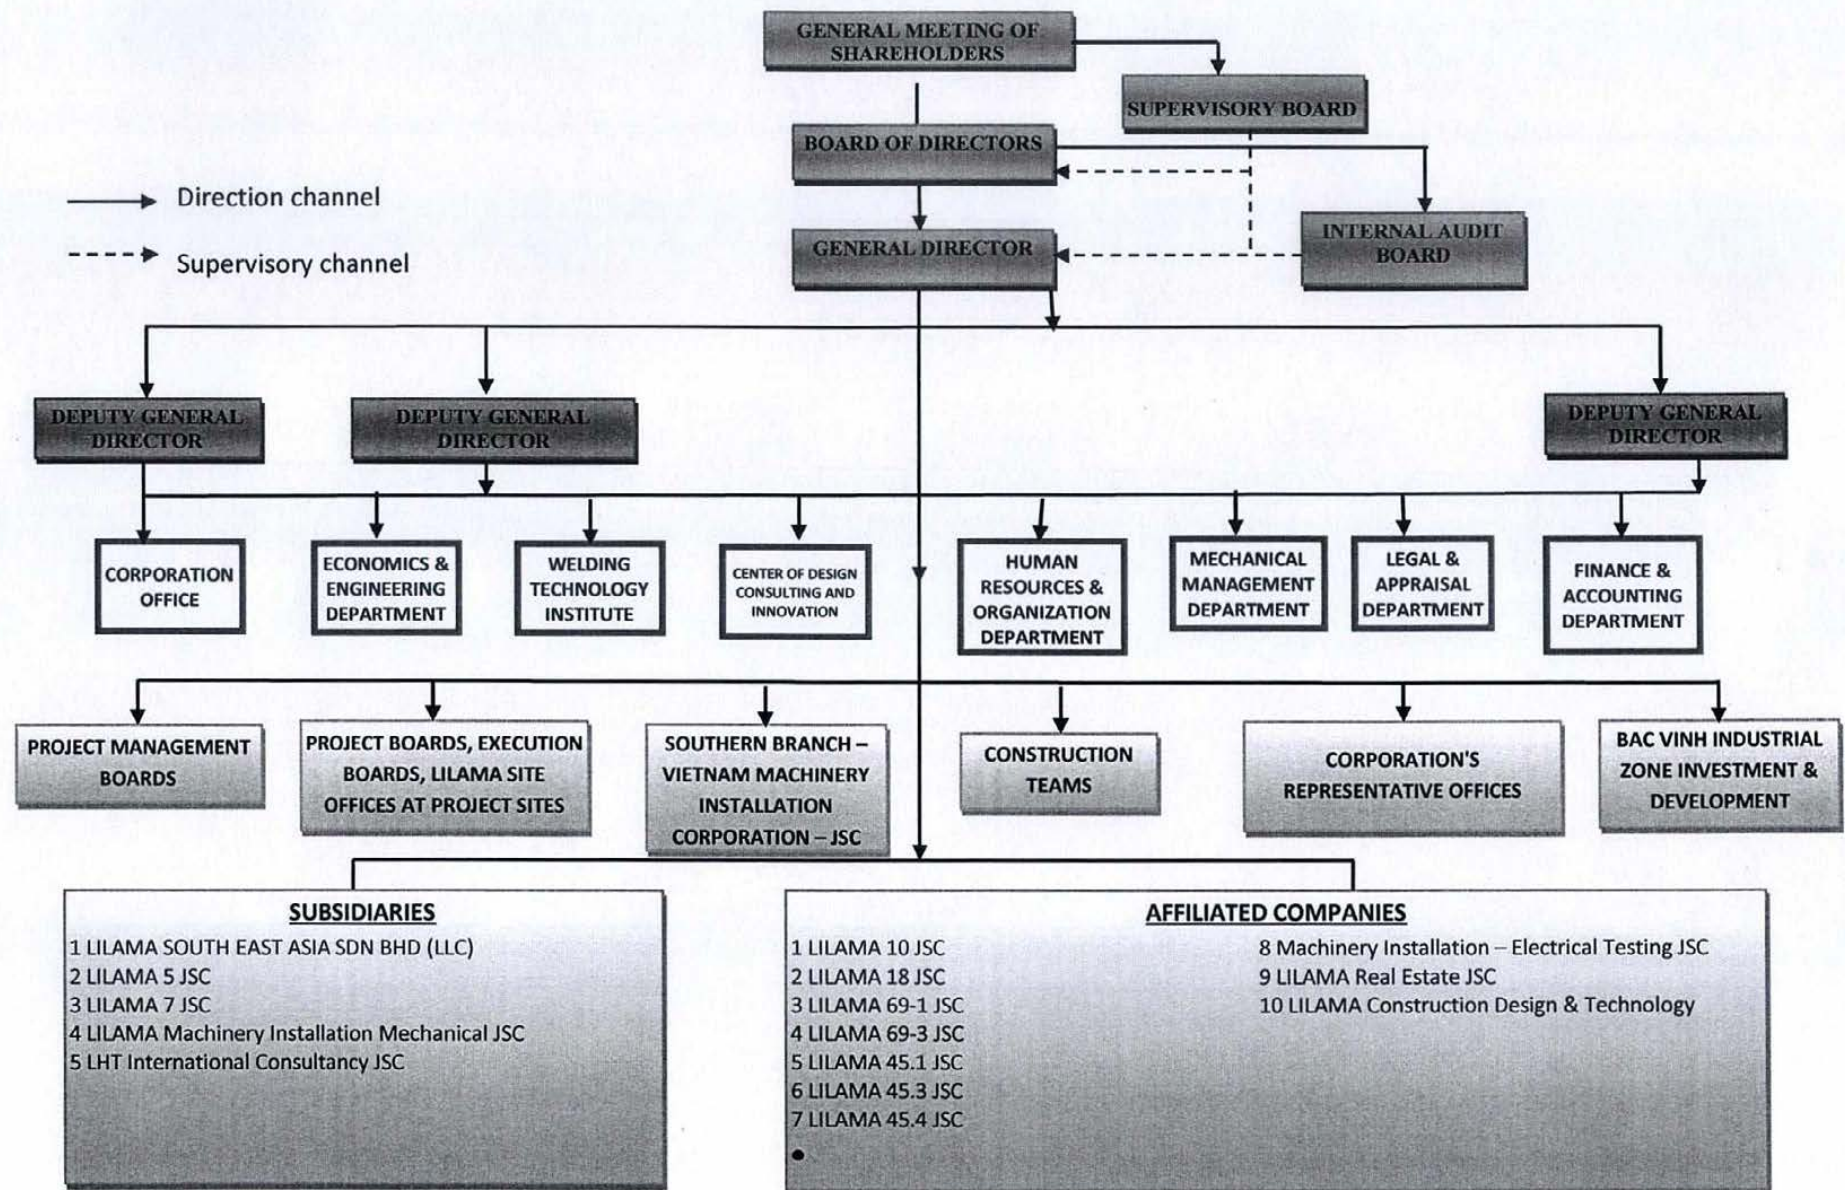 GENERAL MEETING OF
SHAREHOLDERS
SUPERVISORY BOARD
BOARD OF DIRECTORS
Direction channel
Supervisory channel
GENERAL DIRECTOR
INTERNAL AUDIT
BOARD
DEPUTY GENERAL
DIRECTOR
DEPUTY GENERAL
DIRECTOR
DEPUTY GENERAL
DIRECTOR
CORPORATION
OFFICE
ECONOMICS &
ENGINEERING
DEPARTMENT
WELDING
TECHNOLOGY
INSTITUTE
CENTER OF DESIGN
CONSULTING AND
INNOVATION
HUMAN
RESOURCES &
ORGANIZATION
DEPARTMENT
MECHANICAL
MANAGEMENT
DEPARTMENT
LEGAL &
APPRAISAL
DEPARTMENT
FINANCE &
ACCOUNTING
DEPARTMENT
PROJECT MANAGEMENT
BOARDS
PROJECT BOARDS, EXECUTION
BOARDS, LILAMA SITE
OFFICES AT PROJECT SITES
SOUTHERN BRANCH –
VIETNAM MACHINERY
INSTALLATION
CORPORATION – JSC
CONSTRUCTION
TEAMS
CORPORATION'S
REPRESENTATIVE OFFICES
BAC VINH INDUSTRIAL
ZONE INVESTMENT &
DEVELOPMENT
SUBSIDIARIES
1 LILAMA SOUTH EAST ASIA SDN BHD (LLC)
2 LILAMA 5 JSC
3 LILAMA 7 JSC
4 LILAMA Machinery Installation Mechanical JSC
5 LHT International Consultancy JSC
AFFILIATED COMPANIES
1 LILAMA 10 JSC
2 LILAMA 18 JSC
3 LILAMA 69-1 JSC
4 LILAMA 69-3 JSC
5 LILAMA 45.1 JSC
6 LILAMA 45.3 JSC
7 LILAMA 45.4 JSC
8 Machinery Installation – Electrical Testing JSC
9 LILAMA Real Estate JSC
10 LILAMA Construction Design & Technology